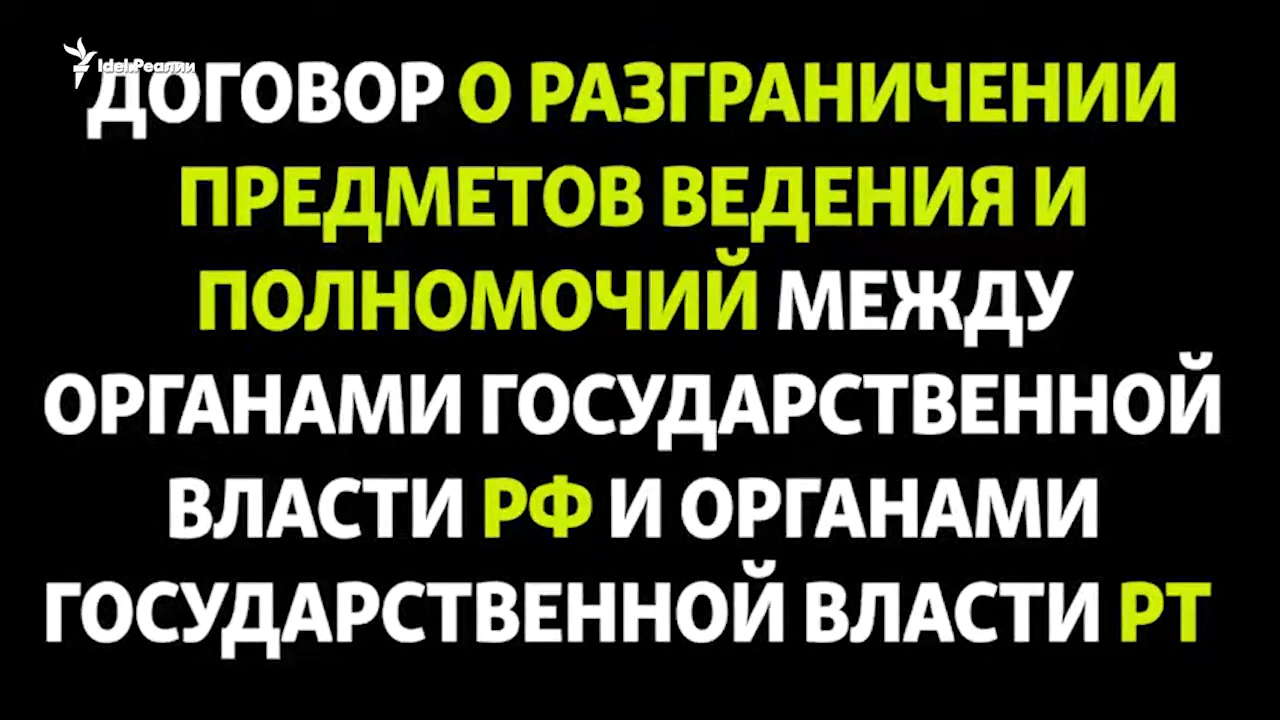 Idel.Реалии
ДОГОВОР О РАЗГРАНИЧЕНИИ
ПРЕДМЕТОВ ВЕДЕНИЯ И
ПОЛНОМОЧИЙ МЕЖДУ
ОРГАНАМИ ГОСУДАРСТВЕННОЙ
ВЛАСТИ РФ И ОРГАНАМИ
ГОСУДАРСТВЕННОЙ ВЛАСТИ РТ